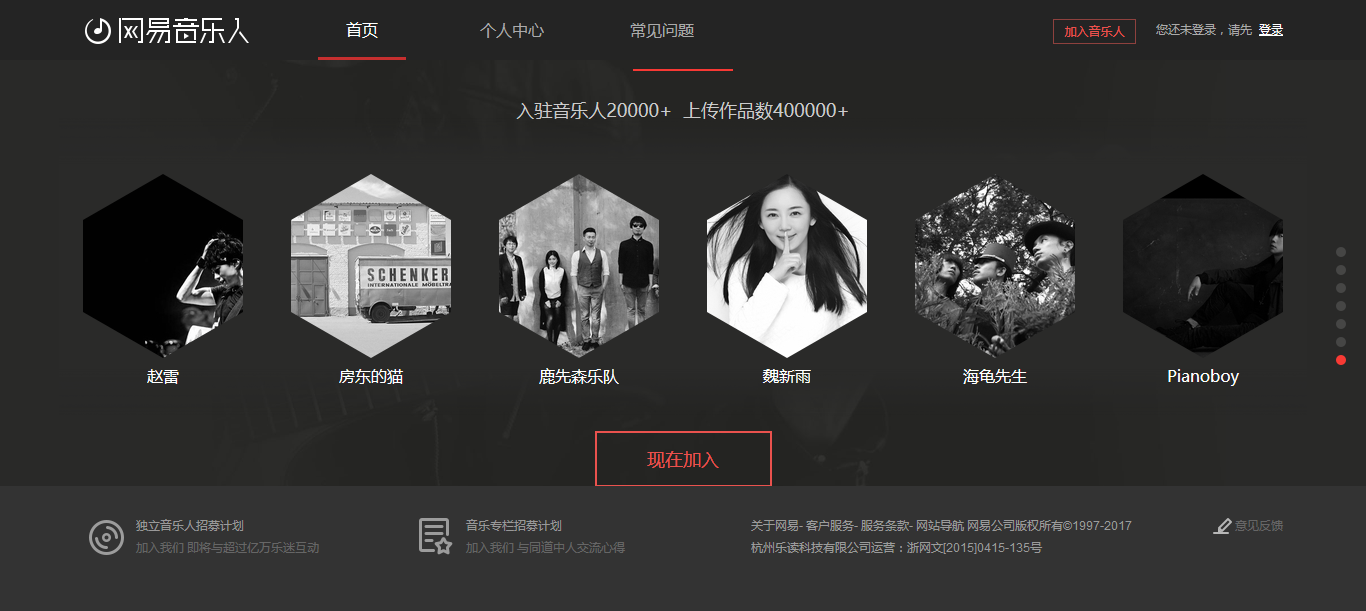 网易音乐人
首页
个人中心
常见问题
加入音乐人
您还未登录，请先 登录
入驻音乐人20000+ 上传作品数400000+
SCHENKER
INTERNATIONALE MÖBELTRA
赵雷
房东的猫
鹿先森乐队
魏新雨
海龟先生
Pianoboy
现在加入
独立音乐人招募计划
加入我们 即将与超过亿万乐迷互动
音乐专栏招募计划
加入我们 与同道中人交流心得
关于网易- 客户服务- 服务条款- 网站导航 网易公司版权所有©1997-2017
杭州乐读科技有限公司运营：浙网文[2015]0415-135号
意见反馈